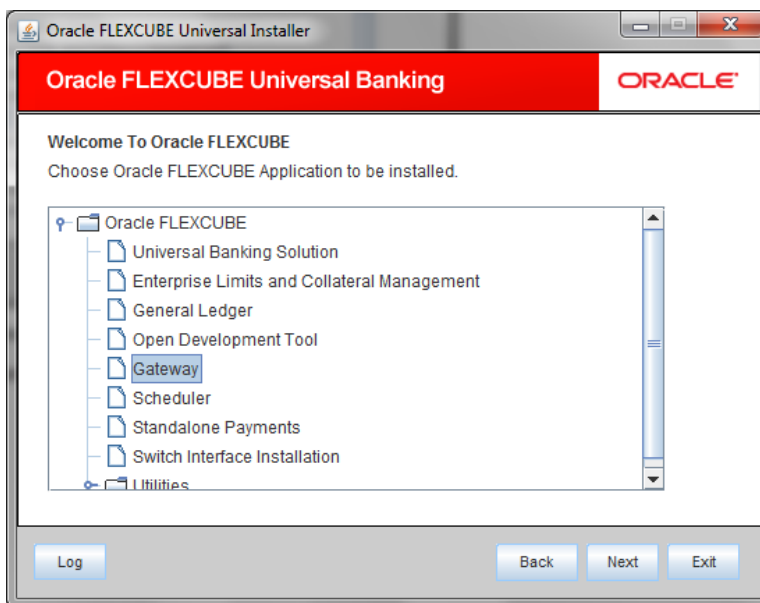 Oracle FLEXCUBE Universal Installer
Oracle FLEXCUBE Universal Banking
ORACLE
Welcome To Oracle FLEXCUBE
Choose Oracle FLEXCUBE Application to be installed.
Oracle FLEXCUBE
Universal Banking Solution
Enterprise Limits and Collateral Management
General Ledger
Open Development Tool
Gateway
Scheduler
Standalone Payments
Switch Interface Installation
Utilities
Log
Back
Next
Exit